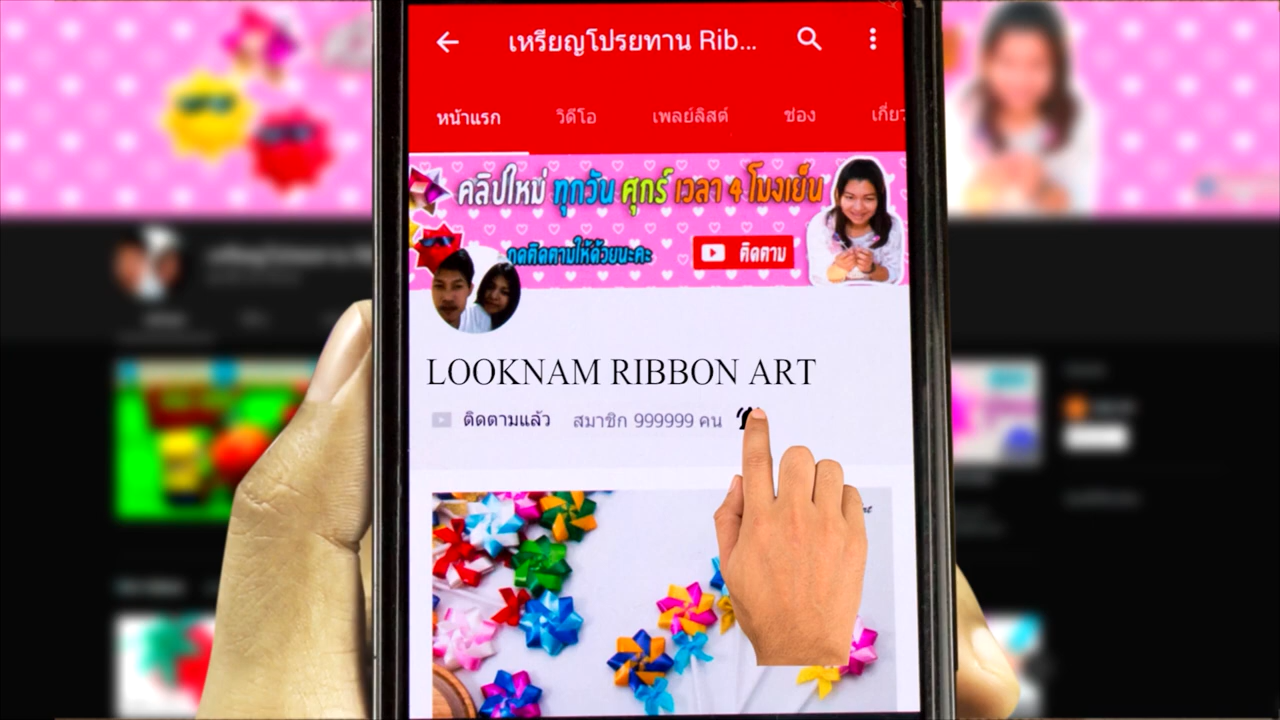 เหรียญโปรยทาน Rib...
หน้าแรก วิดีโอ เพลย์ลิสต์ ช่อง เกี่ยว
คลิปใหม่ ทุกวัน ศุกร์ เวลา 4 โมงเย็น
กดติดตามให้ด้วยนะคะ ติดตาม
LOOKNAM RIBBON ART
ติดตามแล้ว สมาชิก 999999 คน